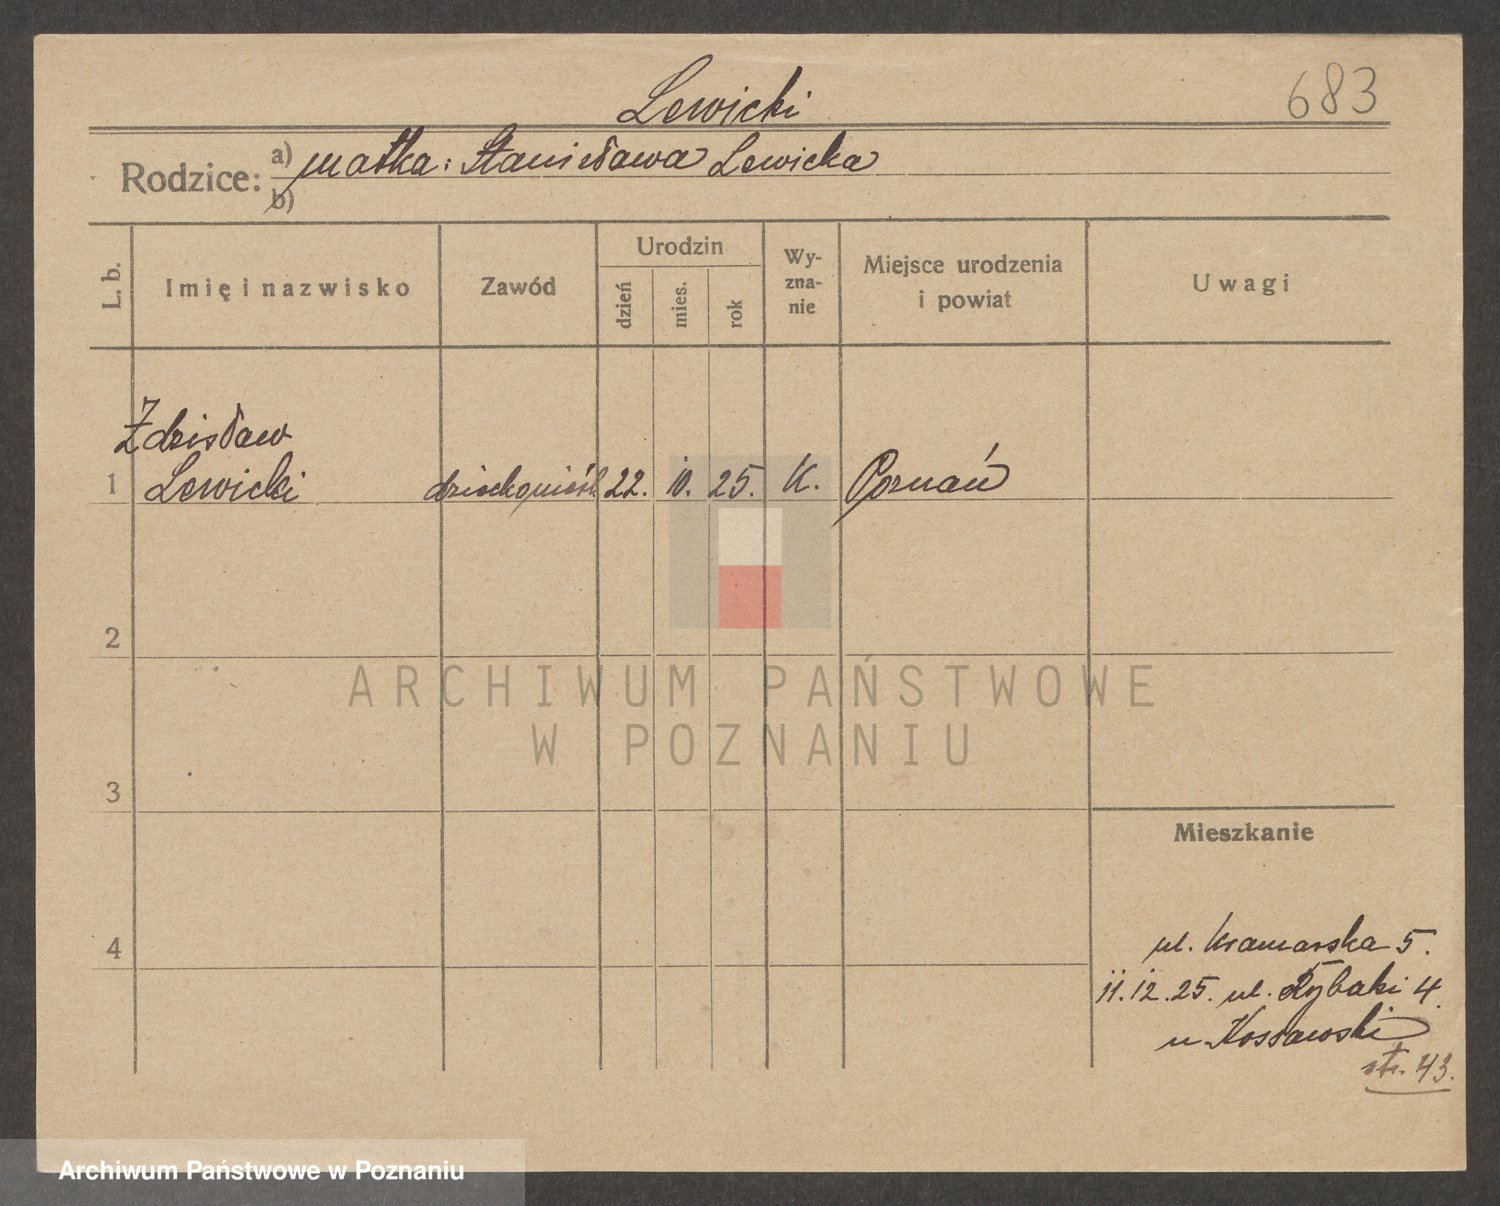 Lewicki
683
Rodzice: a) matka: Stanisława Lewicka
b)
L. b.
Imię i nazwisko
Zawód
Urodzin
dzień
mies.
rok
Wy-
zna-
nie
Miejsce urodzenia
i powiat
Uwagi
Zdzisław
1 Lewicki 22. 10. 25. K. Poznań
2
3
4
Mieszkanie
ul. Kramarska 5.
11.12.25. ul. Rybaki 4.
u. Kossowski
str. 43.
ARCHIWUM PAŃSTWOWE
W POZNANIU
Archiwum Państwowe w Poznaniu